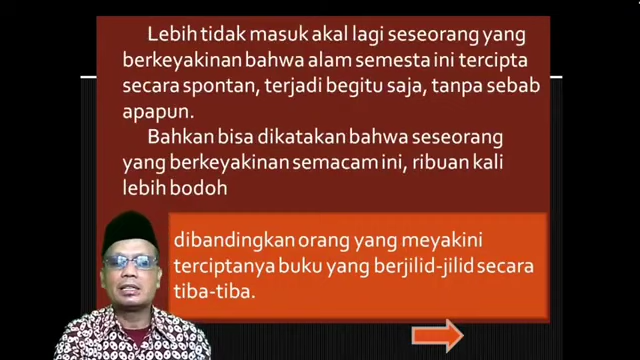 Lebih tidak masuk akal lagi seseorang yang
berkeyakinan bahwa alam semesta ini tercipta
secara spontan, terjadi begitu saja, tanpa sebab
apapun.
Bahkan bisa dikatakan bahwa seseorang
yang berkeyakinan semacam ini, ribuan kali
lebih bodoh
dibandingkan orang yang meyakini
terciptanya buku yang berjilid-jilid secara
tiba-tiba.